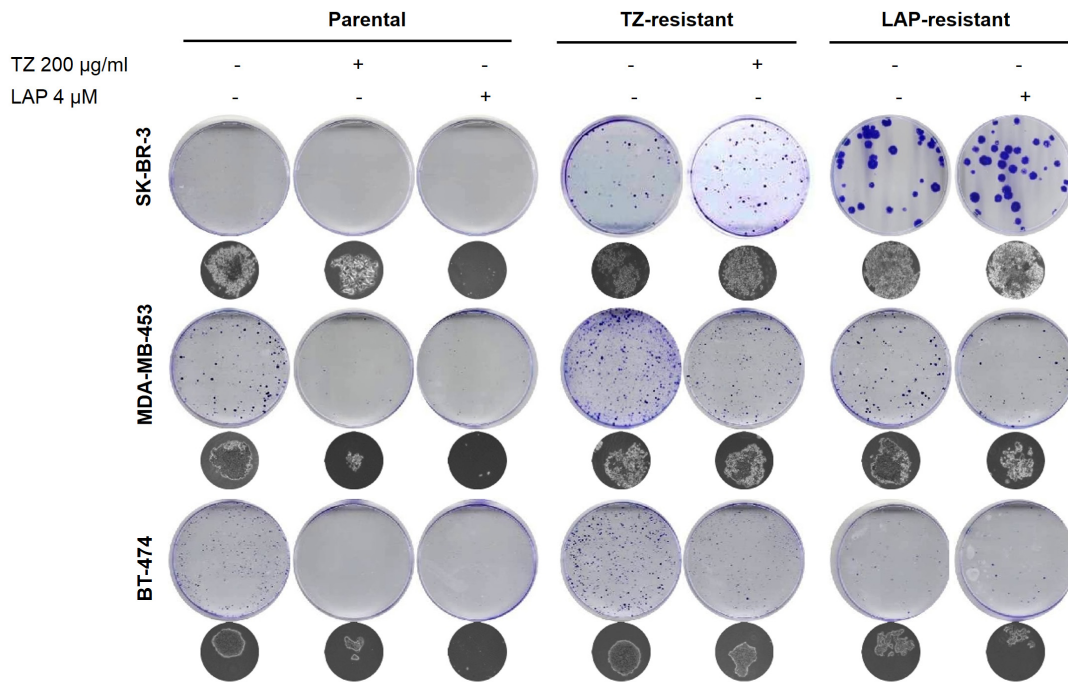 Parental TZ-resistant LAP-resistant
TZ 200 µg/ml - + - - + - -
LAP 4 µM - - + - - - +
SK-BR-3
MDA-MB-453
BT-474